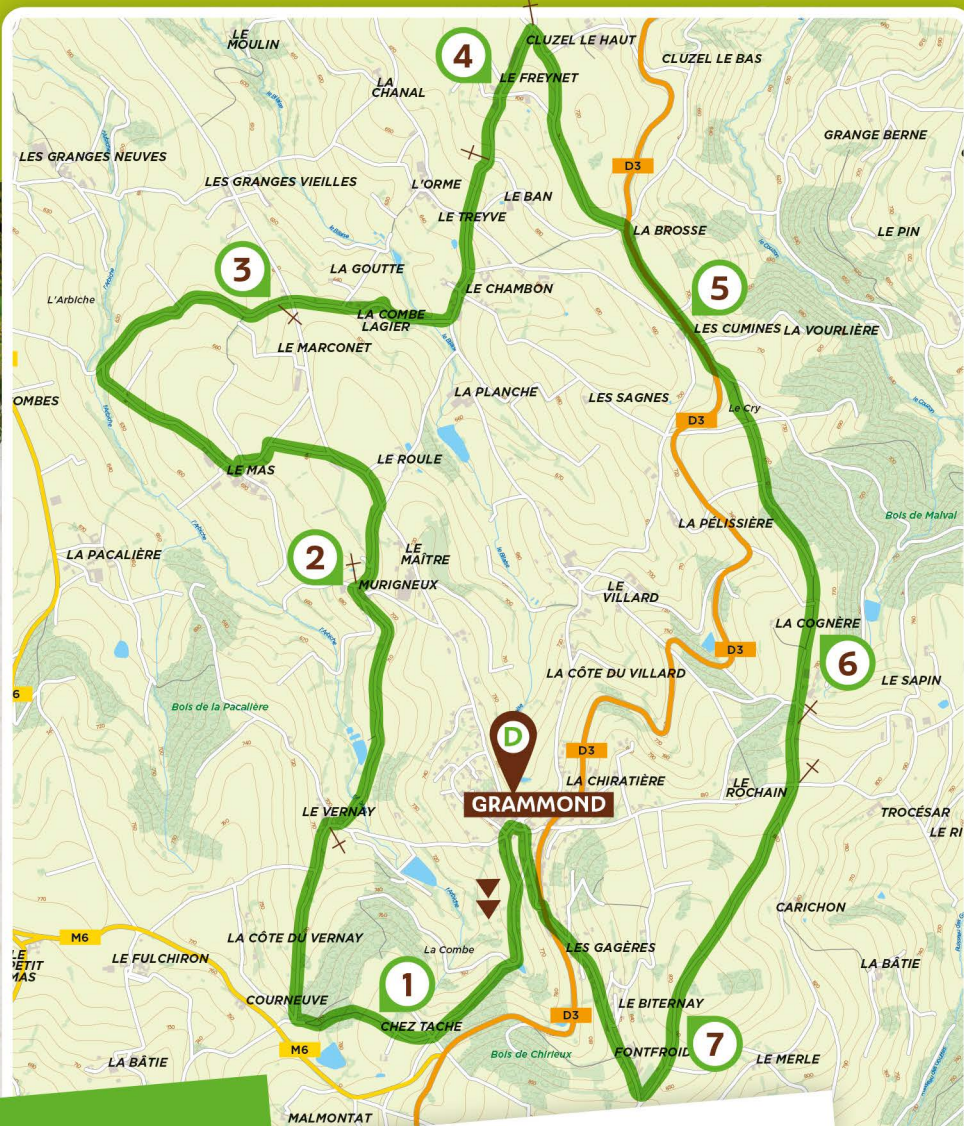 LE
MOULIN
CLUZEL LE HAUT
CLUZEL LE BAS
4
LE FREYNET
LA
CHANAL
GRANGE BERNE
LES GRANGES NEUVES
D3
LES GRANGES VIEILLES
L'ORME
LE BAN
LE TREYVE
LE PIN
LA BROSSE
3
LA GOUTTE
LE CHAMBON
5
L'Arbiche
LA COMBE
LAGIER
LES CUMINES
LA VOURLIÈRE
LE MARCONET
OMBES
LA PLANCHE
LES SAGNES
Le Cry
D3
LE MAS
LE ROULE
LA PÉLISSIÈRE
Bois de Malval
LA PACALIÈRE
2
LE
MAÎTRE
MURIGNEUX
LE
VILLARD
LA COGNÈRE
D3
6
LA CÔTE DU VILLARD
LE SAPIN
6
Bois de la Pacalière
D
D3
LA CHIRATIÈRE
LE
ROCHAIN
GRAMMOND
LE VERNAY
TROCÉSAR
LE RI
CARICHON
M6
LA CÔTE DU VERNAY
La Combe
LES GAGÈRES
LE
PETIT
MAS
LE FULCHIRON
LA BÂTIE
1
COURNEUVE
LE BITERNAY
CHEZ TACHE
D3
M6
Bois de Chirieux
FONTFROID
7
LE MERLE
LA BÂTIE
MALMONTAT